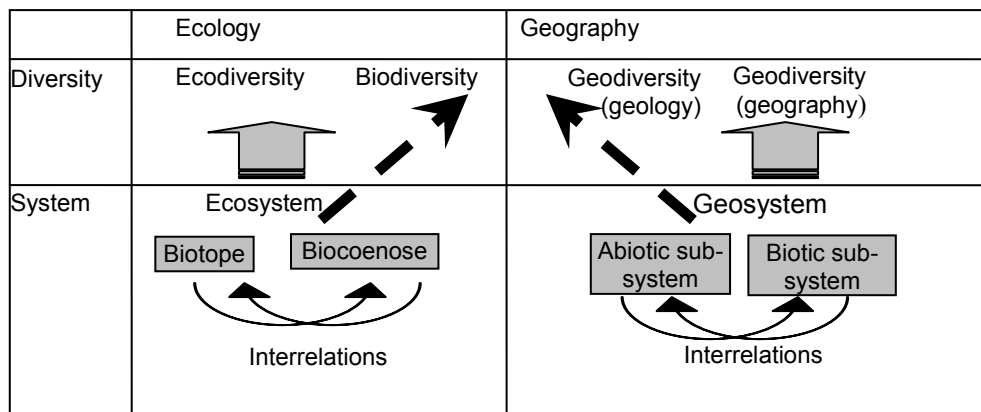 Ecology
Geography
Diversity
Ecodiversity
Biodiversity
Geodiversity
(geology)
Geodiversity
(geography)
System
Ecosystem
Biotope
Biocoenose
Interrelations
Geosystem
Abiotic sub-
system
Biotic sub-
system
Interrelations